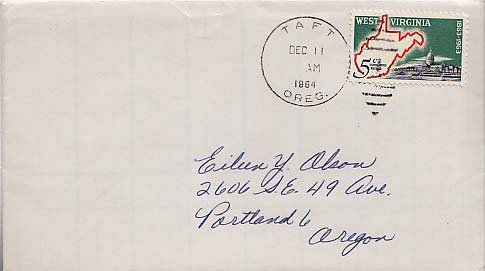 TAFT
DEC 11
AM
1964
OREG.
WEST VIRGINIA
1863-1963
5¢
Eileen Y. Olson
2606 S.E. 49 Ave.
Portland 6
Oregon